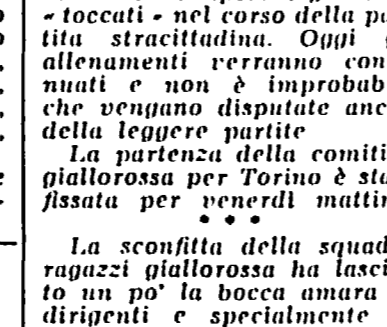 « toccati » nel corso della pa
tita stracittadina. Oggi g
allenamenti verranno con
nuati e non è improbab
che vengano disputate anc
della leggere partite
La partenza della comiti
giallorossa per Torino è sta
fissata per venerdì mattin
• • •
La sconfitta della squad
ragazzi giallorossa ha lasci
to un po' la bocca amara
dirigenti e specialmente